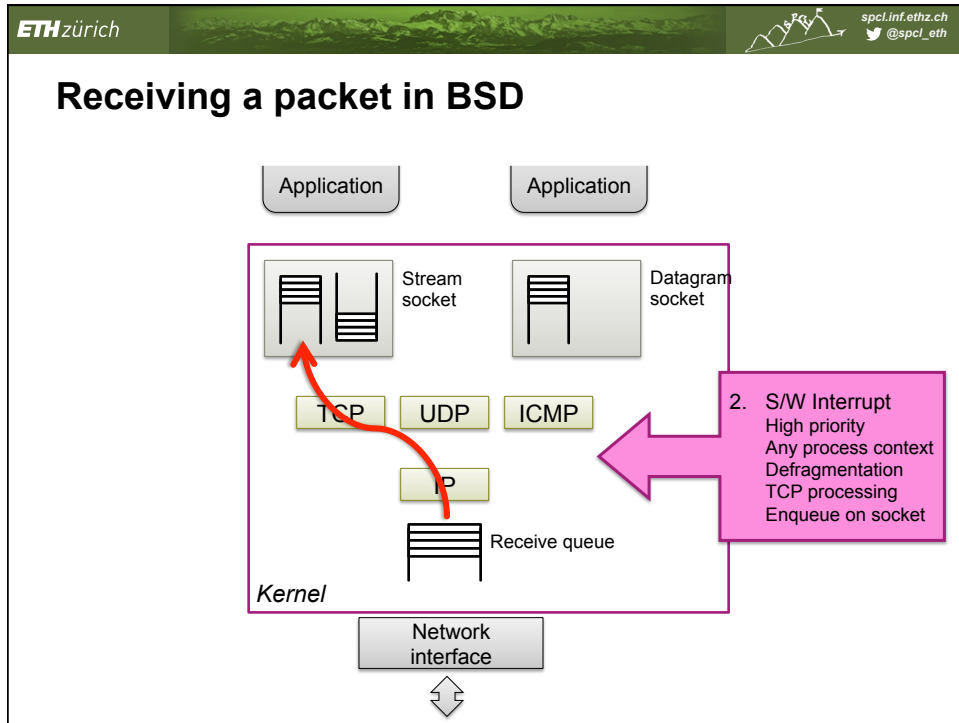 ETH zürich
spcl.inf.ethz.ch
@spcl_eth
Receiving a packet in BSD
Application
Application
Stream
socket
Datagram
socket
TCP
UDP
ICMP
2. S/W Interrupt
High priority
Any process context
Defragmentation
TCP processing
Enqueue on socket
IP
Receive queue
Kernel
Network
interface